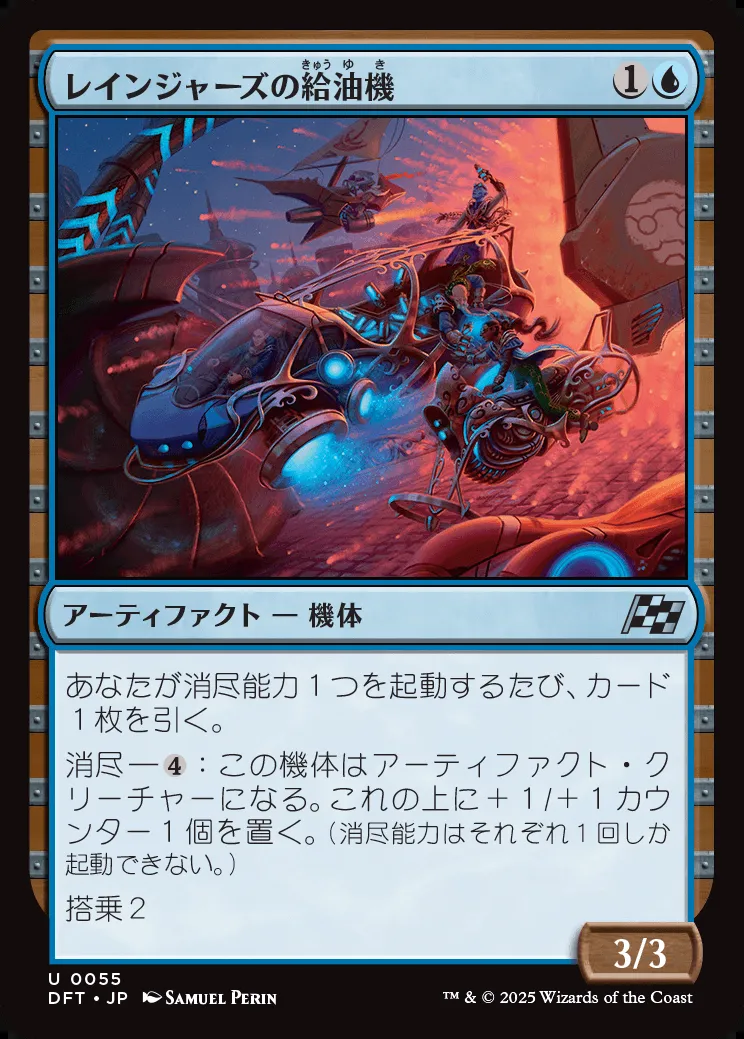 きゅうゆき
レインジャーズの給油機
1
アーティファクト — 機体
あなたが消尽能力１つを起動するたび、カード
１枚を引く。
消尽—4：この機体はアーティファクト・ク
リーチャーになる。これの上に＋１/＋１カウ
ンター１個を置く。（消尽能力はそれぞれ１回しか
起動できない。）
搭乗２
3/3
U 0055
DFT • JP SAMUEL PERIN
™ & © 2025 Wizards of the Coast